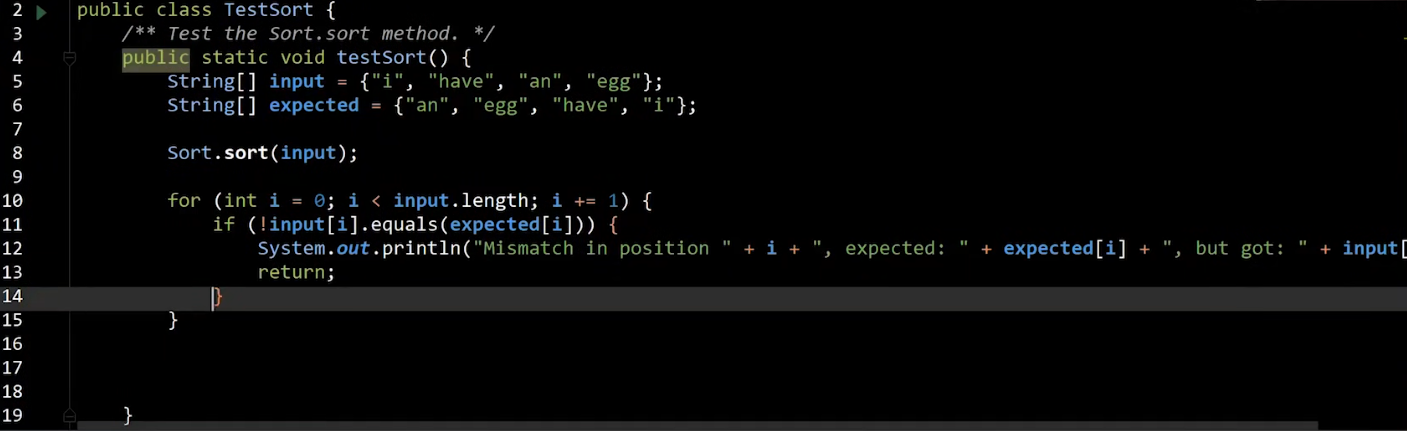 2 public class TestSort {
3 /** Test the Sort.sort method. */
4 public static void testSort() {
5 String[] input = {"i", "have", "an", "egg"};
6 String[] expected = {"an", "egg", "have", "i"};
7
8 Sort.sort(input);
9
10 for (int i = 0; i < input.length; i += 1) {
11 if (!input[i].equals(expected[i])) {
12 System.out.println("Mismatch in position " + i + ", expected: " + expected[i] + ", but got: " + input[
13 return;
14 }
15 }
16
17
18
19 }